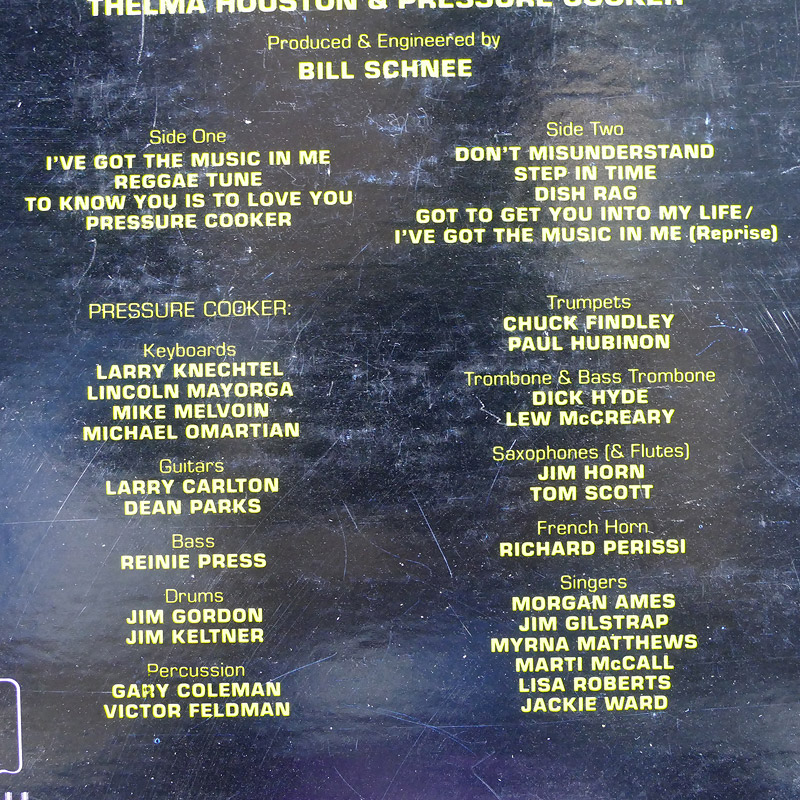 THELMA HOUSTON & PRESSURE COOKER
Produced & Engineered by
BILL SCHNEE
Side One
I'VE GOT THE MUSIC IN ME
REGGAE TUNE
TO KNOW YOU IS TO LOVE YOU
PRESSURE COOKER
Side Two
DON'T MISUNDERSTAND
STEP IN TIME
DISH RAG
GOT TO GET YOU INTO MY LIFE/
I'VE GOT THE MUSIC IN ME (Reprise)
PRESSURE COOKER:
Keyboards
LARRY KNECHTEL
LINCOLN MAYORGA
MIKE MELVOIN
MICHAEL OMARTIAN
Guitars
LARRY CARLTON
DEAN PARKS
Bass
REINIE PRESS
Drums
JIM GORDON
JIM KELTNER
Percussion
GARY COLEMAN
VICTOR FELDMAN
Trumpets
CHUCK FINDLEY
PAUL HUBINON
Trombone & Bass Trombone
DICK HYDE
LEW McCREARY
Saxophones (& Flutes)
JIM HORN
TOM SCOTT
French Horn
RICHARD PERISSI
Singers
MORGAN AMES
JIM GILSTRAP
MYRNA MATTHEWS
MARTI McCALL
LISA ROBERTS
JACKIE WARD